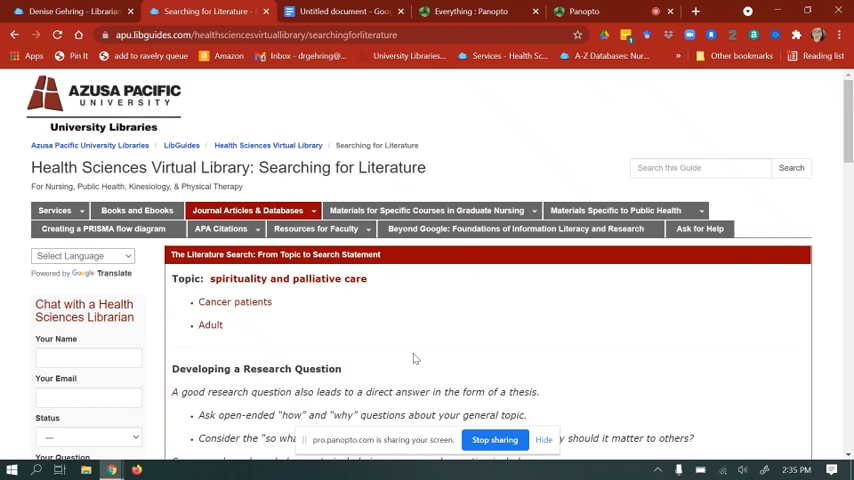 Denise Gehring - Librarian
Searching for Literature -
Untitled document - Goo
Everything : Panopto
Panopto
apu.libguides.com/healthsciencesvirtuallibrary/searchingforliterature
Apps
Pin It
add to ravelry queue
Amazon
Inbox - drgehring@...
University Libraries...
Services - Health Sc...
A-Z Databases: Nur...
»
Other bookmarks
Reading list
AZUSA PACIFIC
UNIVERSITY
University Libraries
Azusa Pacific University Libraries
LibGuides
Health Sciences Virtual Library
Searching for Literature
Health Sciences Virtual Library: Searching for Literature
For Nursing, Public Health, Kinesiology, & Physical Therapy
Search this Guide
Search
Services
Books and Ebooks
Journal Articles & Databases
Materials for Specific Courses in Graduate Nursing
Materials Specific to Public Health
Creating a PRISMA flow diagram
APA Citations
Resources for Faculty
Beyond Google: Foundations of Information Literacy and Research
Ask for Help
Select Language
Powered by Google Translate
Chat with a Health
Sciences Librarian
Your Name
Your Email
Status
---
Your Question
The Literature Search: From Topic to Search Statement
Topic: spirituality and palliative care
• Cancer patients
• Adult
Developing a Research Question
A good research question also leads to a direct answer in the form of a thesis.
• Ask open-ended “how” and “why” questions about your general topic.
• Consider the “so wha
y should it matter to others?
pro.panopto.com is sharing your screen.
Stop sharing
Hide
2:35 PM